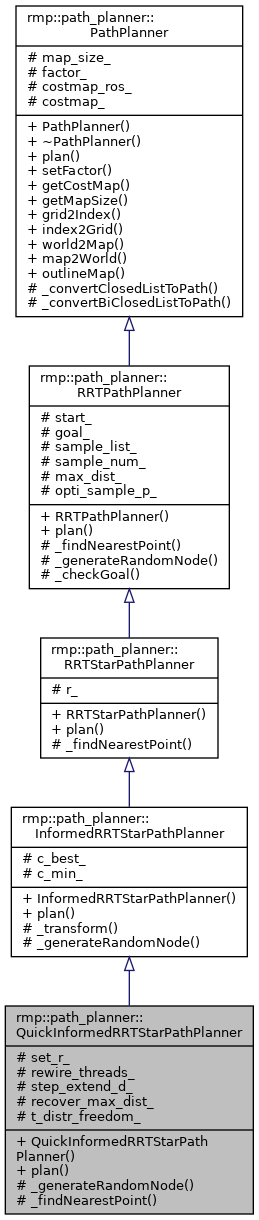 rmp::path_planner::
PathPlanner
# map_size_
# factor_
# costmap_ros_
# costmap_
+ PathPlanner()
+ ~PathPlanner()
+ plan()
+ setFactor()
+ getCostMap()
+ getMapSize()
+ grid2Index()
+ index2Grid()
+ world2Map()
+ map2World()
+ outlineMap()
# _convertClosedListToPath()
# _convertBiClosedListToPath()
rmp::path_planner::
RRTPathPlanner
# start_
# goal_
# sample_list_
# sample_num_
# max_dist_
# opti_sample_p_
+ RRTPathPlanner()
+ plan()
# _findNearestPoint()
# _generateRandomNode()
# _checkGoal()
rmp::path_planner::
RRTStarPathPlanner
# r_
+ RRTStarPathPlanner()
+ plan()
# _findNearestPoint()
rmp::path_planner::
InformedRRTStarPathPlanner
# c_best_
# c_min_
+ InformedRRTStarPathPlanner()
+ plan()
# _transform()
# _generateRandomNode()
rmp::path_planner::
QuickInformedRRTStarPathPlanner
# set_r_
# rewire_threads_
# step_extend_d_
# recover_max_dist_
# t_distr_freedom_
+ QuickInformedRRTStarPath
Planner()
+ plan()
# _generateRandomNode()
# _findNearestPoint()